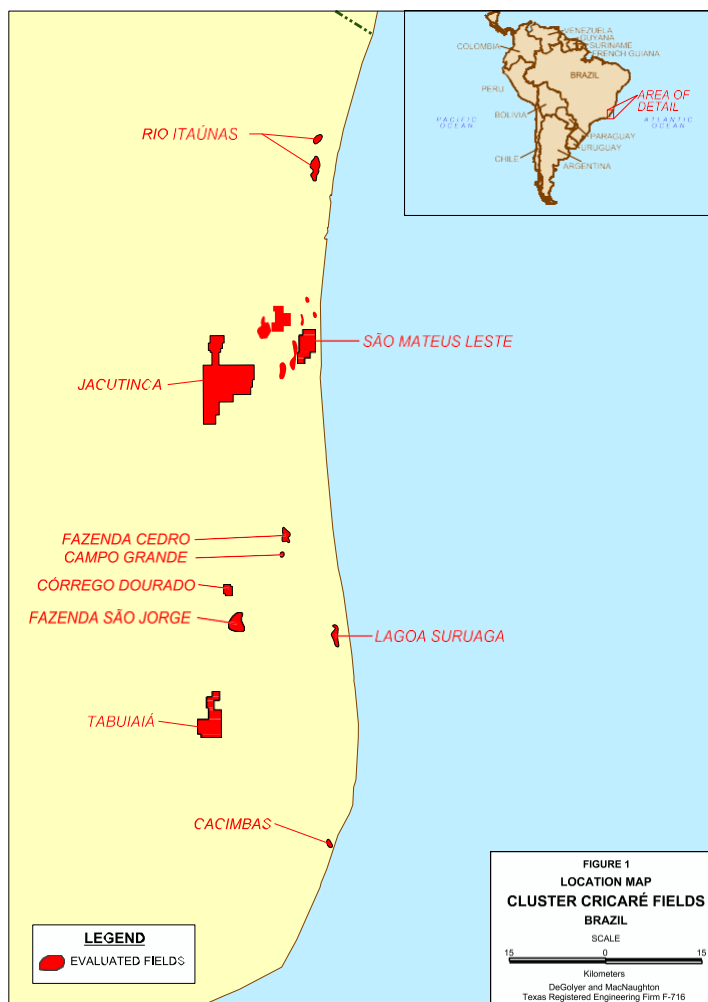 VENEZUELA
GUYANA
COLOMBIA
SURINAME
FRENCH GUIANA
BRAZIL
PERU
AREA OF
DETAIL
BOLIVIA
PACIFIC
OCEAN
ATLANTIC
OCEAN
PARAGUAY
URUGUAY
CHILE
ARGENTINA
RIO ITAÚNAS
SÃO MATEUS LESTE
JACUTINCA
FAZENDA CEDRO
CAMPO GRANDE
CÓRREGO DOURADO
FAZENDA SÃO JORGE
LAGOA SURUAGA
TABUIAIÁ
CACIMBAS
LEGEND
EVALUATED FIELDS
FIGURE 1
LOCATION MAP
CLUSTER CRICARÉ FIELDS
BRAZIL
SCALE
15 0 15
Kilometers
DeGolyer and MacNaughton
Texas Registered Engineering Firm F-716